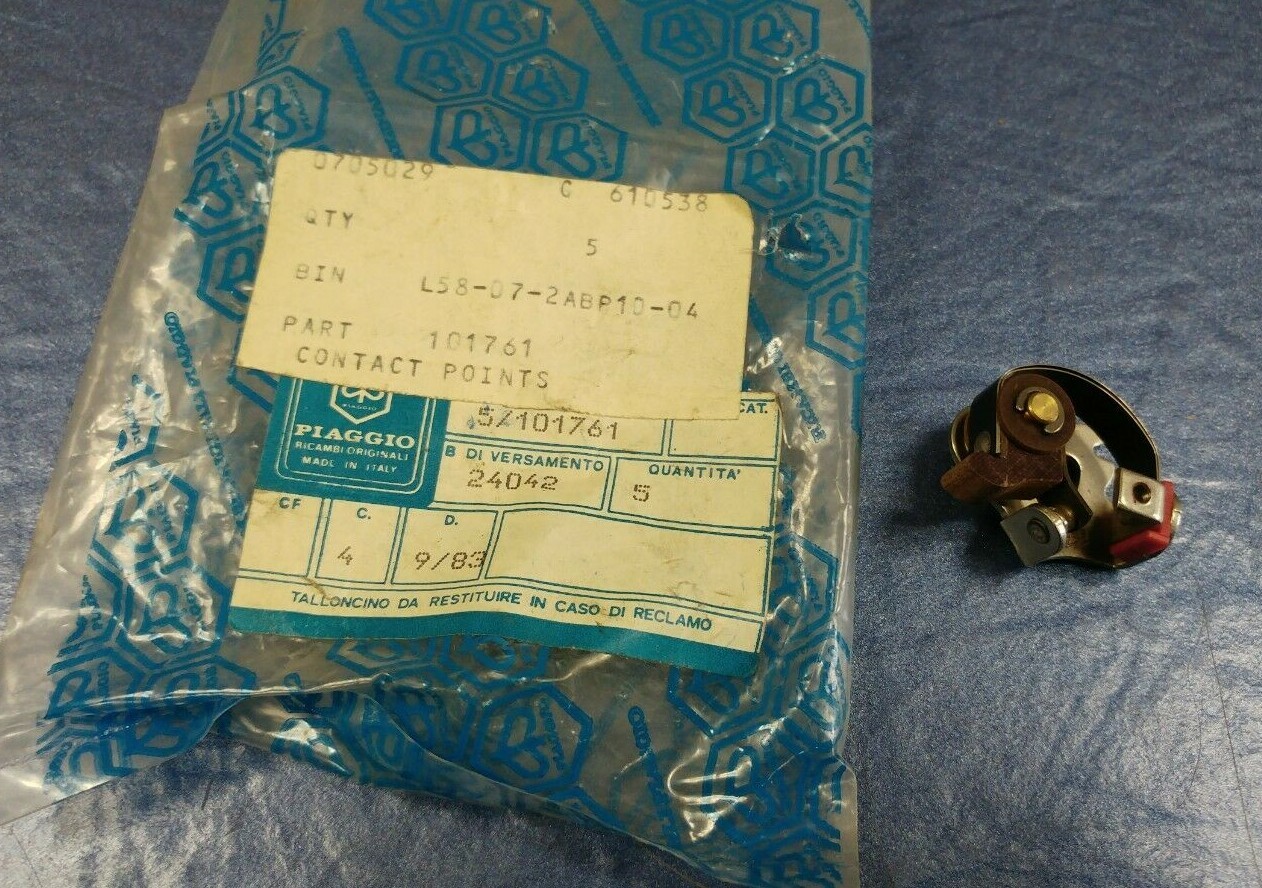 0705029 C 610538
QTY 5
BIN L58-07-2ABP10-04
PART 101761
CONTACT POINTS
PIAGGIO
PIAGGIO
RICAMBI ORIGINALI
MADE IN ITALY
5/101761
CAT.
B DI VERSAMENTO
24042
QUANTITA'
5
CF
C.
4
D.
9/83
TALLONCINO DA RESTITUIRE IN CASO DI RECLAMO